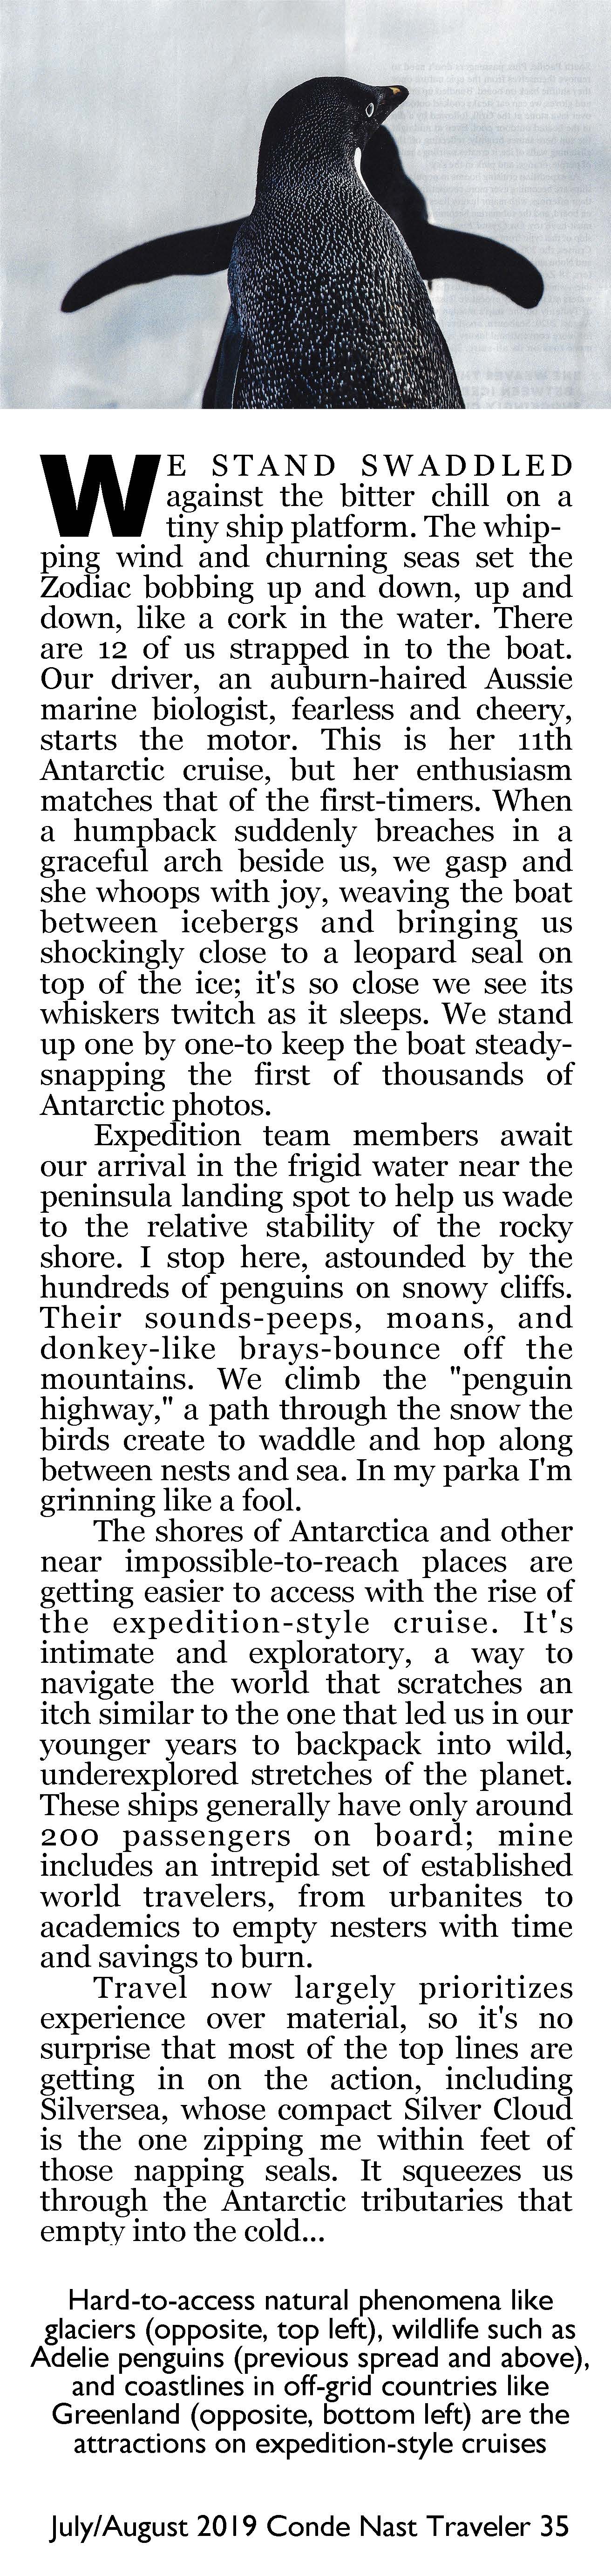 WE STAND SWADDLED
against the bitter chill on a
tiny ship platform. The whip-
ping wind and churning seas set the
Zodiac bobbing up and down, up and
down, like a cork in the water. There
are 12 of us strapped in to the boat.
Our driver, an auburn-haired Aussie
marine biologist, fearless and cheery,
starts the motor. This is her 11th
Antarctic cruise, but her enthusiasm
matches that of the first-timers. When
a humpback suddenly breaches in a
graceful arch beside us, we gasp and
she whoops with joy, weaving the boat
between icebergs and bringing us
shockingly close to a leopard seal on
top of the ice; it's so close we see its
whiskers twitch as it sleeps. We stand
up one by one-to keep the boat steady-
snapping the first of thousands of
Antarctic photos.
Expedition team members await
our arrival in the frigid water near the
peninsula landing spot to help us wade
to the relative stability of the rocky
shore. I stop here, astounded by the
hundreds of penguins on snowy cliffs.
Their sounds-peeps, moans, and
donkey-like brays-bounce off the
mountains. We climb the "penguin
highway," a path through the snow the
birds create to waddle and hop along
between nests and sea. In my parka I'm
grinning like a fool.
The shores of Antarctica and other
near impossible-to-reach places are
getting easier to access with the rise of
the expedition-style cruise. It's
intimate and exploratory, a way to
navigate the world that scratches an
itch similar to the one that led us in our
younger years to backpack into wild,
underexplored stretches of the planet.
These ships generally have only around
200 passengers on board; mine
includes an intrepid set of established
world travelers, from urbanites to
academics to empty nesters with time
and savings to burn.
Travel now largely prioritizes
experience over material, so it's no
surprise that most of the top lines are
getting in on the action, including
Silversea, whose compact Silver Cloud
is the one zipping me within feet of
those napping seals. It squeezes us
through the Antarctic tributaries that
empty into the cold...
Hard-to-access natural phenomena like
glaciers (opposite, top left), wildlife such as
Adelie penguins (previous spread and above),
and coastlines in off-grid countries like
Greenland (opposite, bottom left) are the
attractions on expedition-style cruises
July/August 2019 Conde Nast Traveler 35